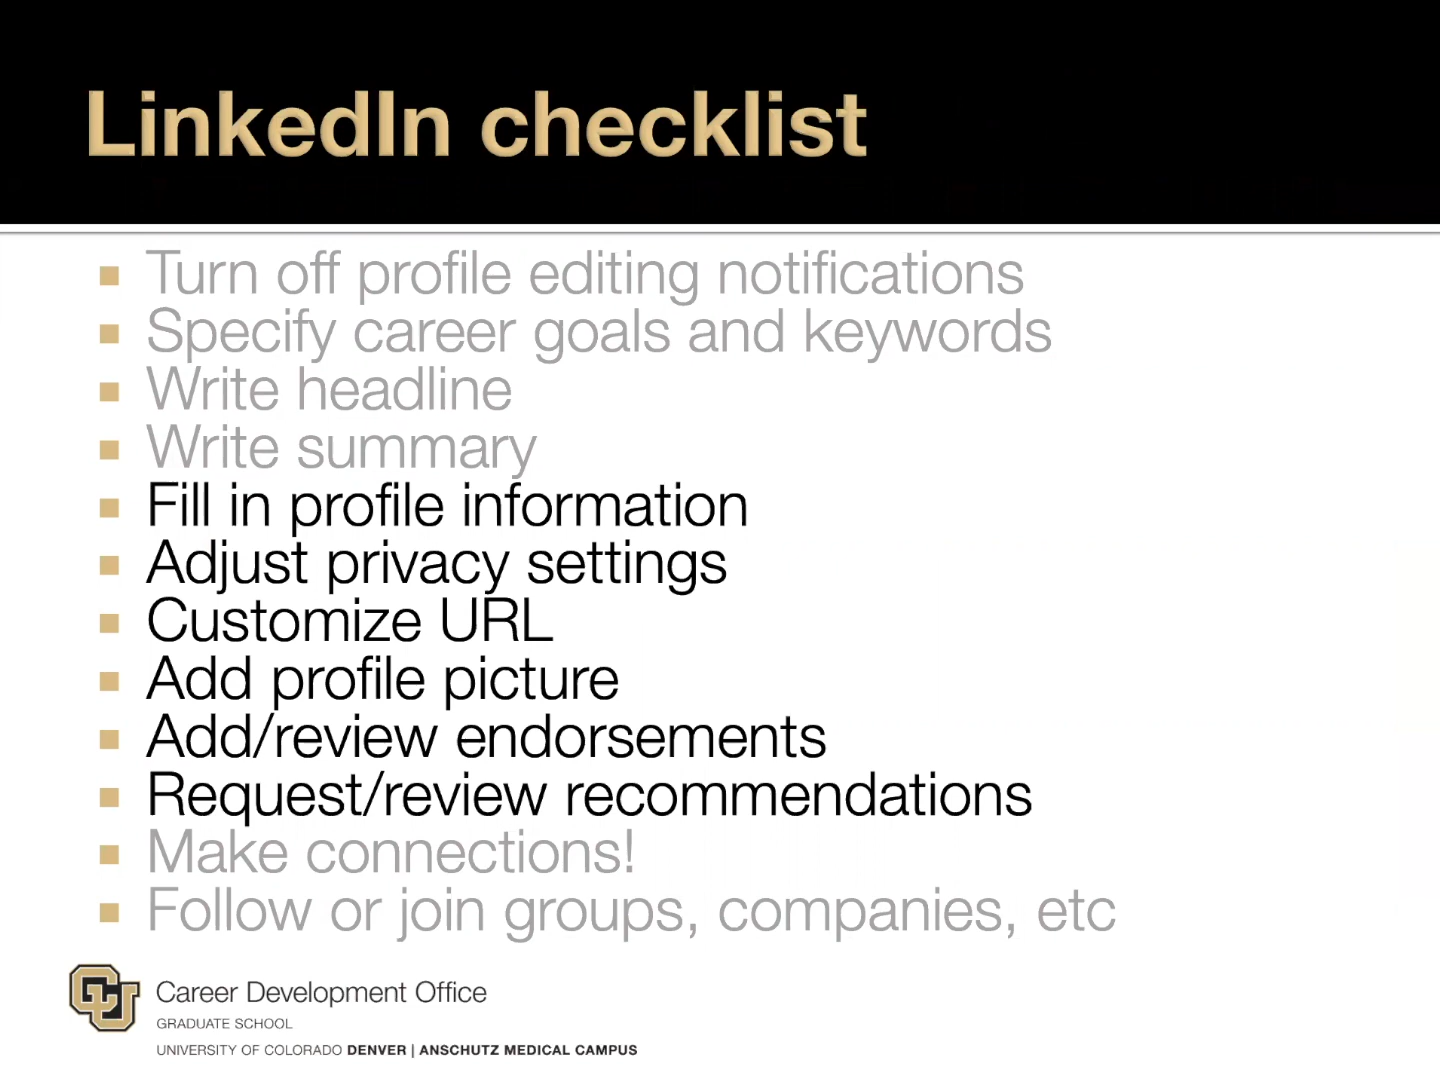 LinkedIn checklist
Turn off profile editing notifications
Specify career goals and keywords
Write headline
Write summary
Fill in profile information
Adjust privacy settings
Customize URL
Add profile picture
Add/review endorsements
Request/review recommendations
Make connections!
Follow or join groups, companies, etc
CU
Career Development Office
GRADUATE SCHOOL
UNIVERSITY OF COLORADO DENVER | ANSCHUTZ MEDICAL CAMPUS